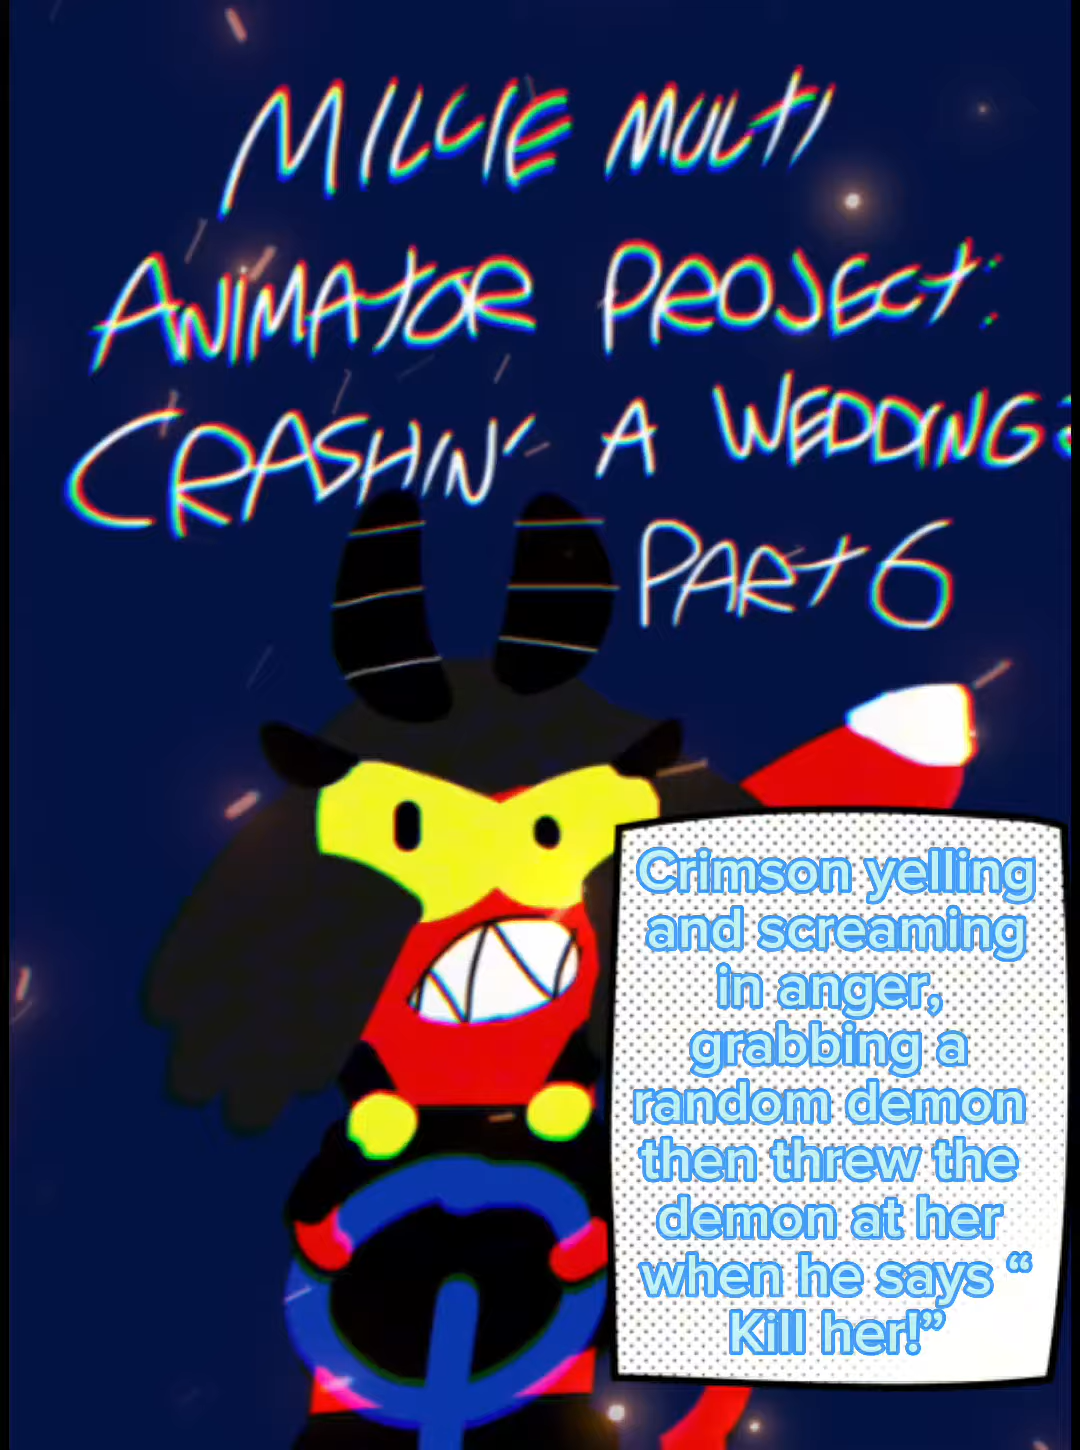 MILLIE MULTI
ANIMATOR PROJECT:
CRASHIN' A WEDDING:
PART 6
Crimson yelling
and screaming
in anger,
grabbing a
random demon
then threw the
demon at her
when he says “
Kill her!”